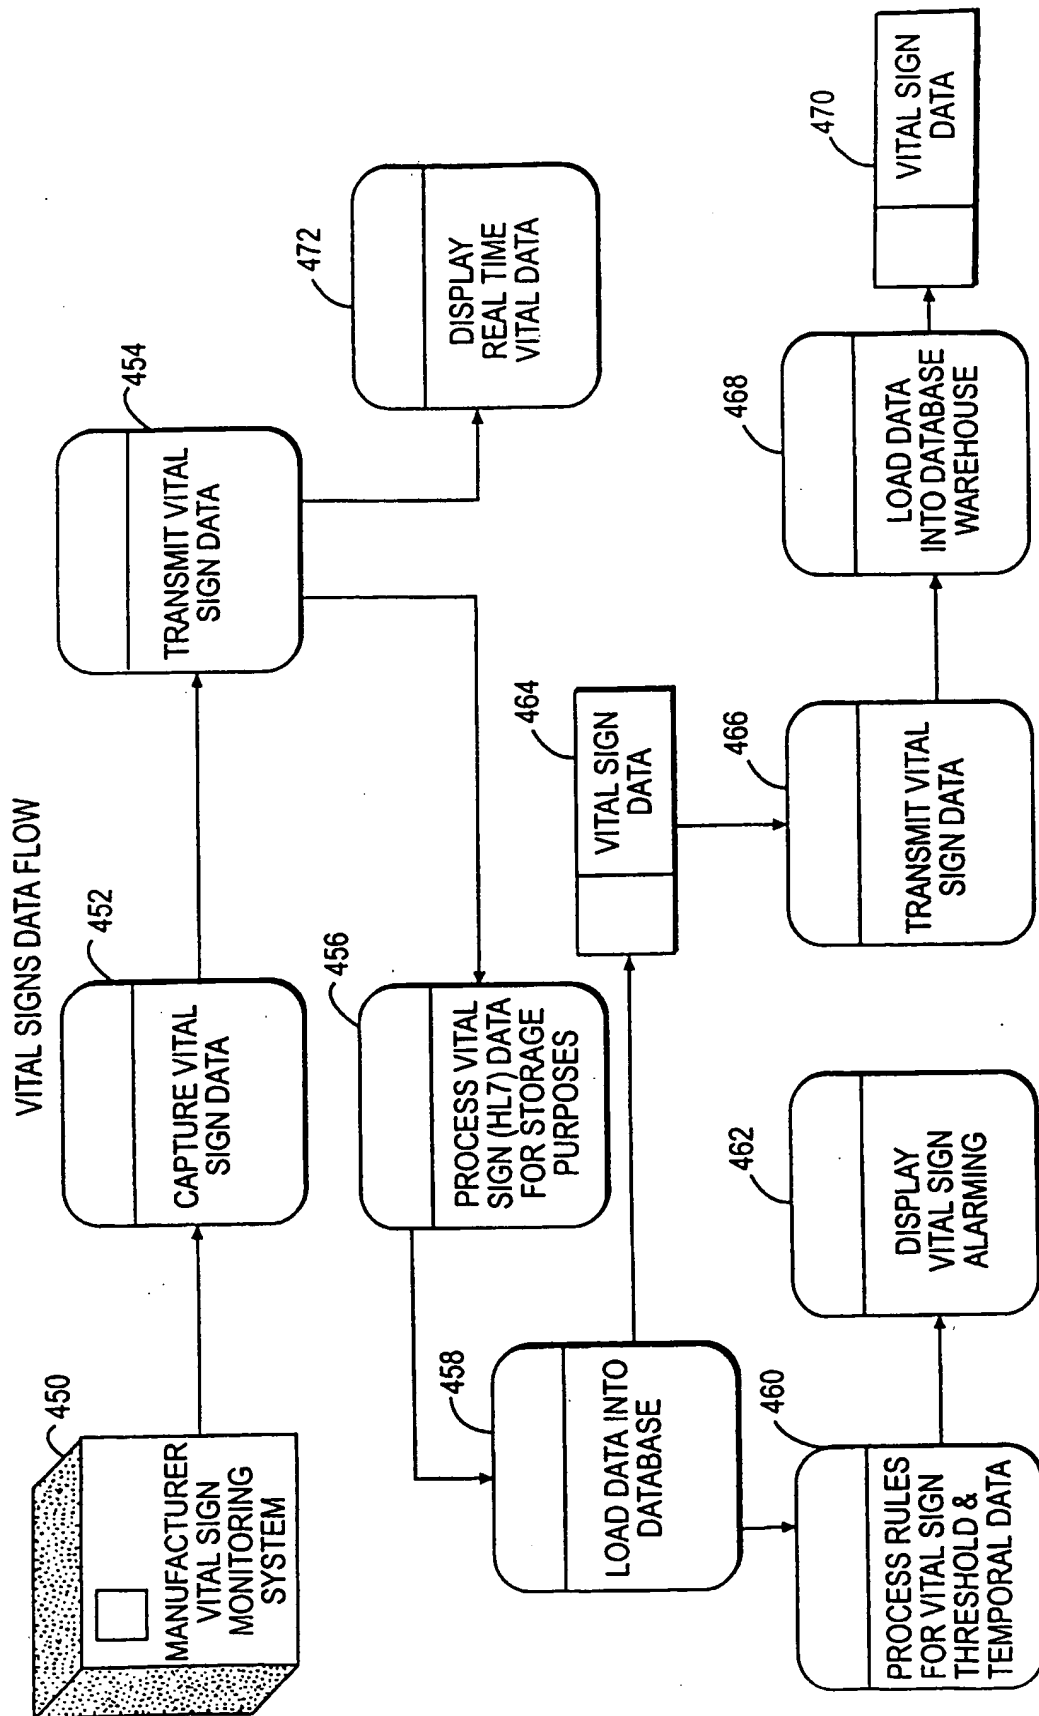 VITAL SIGNS DATA FLOW
450
MANUFACTURER
VITAL SIGN
MONITORING
SYSTEM
452
CAPTURE VITAL
SIGN DATA
454
TRANSMIT VITAL
SIGN DATA
472
DISPLAY
REAL TIME
VITAL DATA
456
PROCESS VITAL
SIGN (HL7) DATA
FOR STORAGE
PURPOSES
458
LOAD DATA INTO
DATABASE
464
VITAL SIGN
DATA
460
PROCESS RULES
FOR VITAL SIGN
THRESHOLD &
TEMPORAL DATA
462
DISPLAY
VITAL SIGN
ALARMING
466
TRANSMIT VITAL
SIGN DATA
468
LOAD DATA
INTO DATABASE
WAREHOUSE
470
VITAL SIGN
DATA